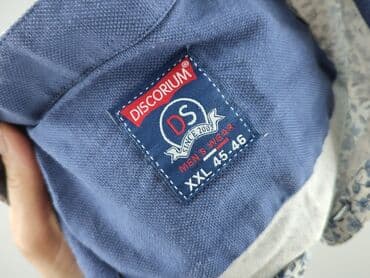 DISCORIUM®
DS
SINCE 2007
MEN'S WEAR
XXL 45-46